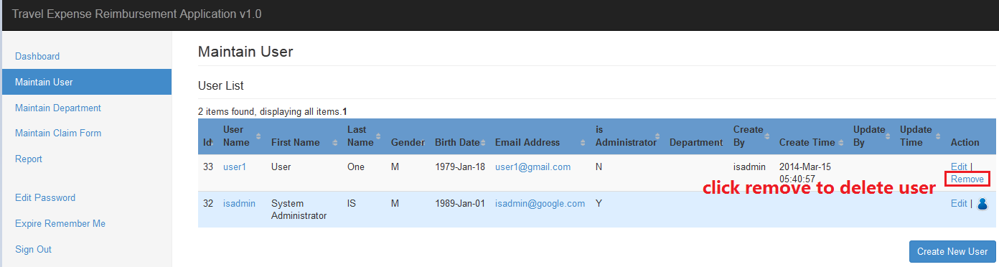 Travel Expense Reimbursement Application v1.0
Dashboard
Maintain User
Maintain Department
Maintain Claim Form
Report
Edit Password
Expire Remember Me
Sign Out
Maintain User
User List
2 items found, displaying all items.1
Id User Name First Name Last Name Gender Birth Date Email Address is Administrator Department Create By Create Time Update By Update Time Action
33 user1 User One M 1979-Jan-18 user1@gmail.com N isadmin 2014-Mar-15 05:40:57 Edit | Remove
click remove to delete user
32 isadmin System Administrator IS M 1989-Jan-01 isadmin@google.com Y Edit |
Create New User